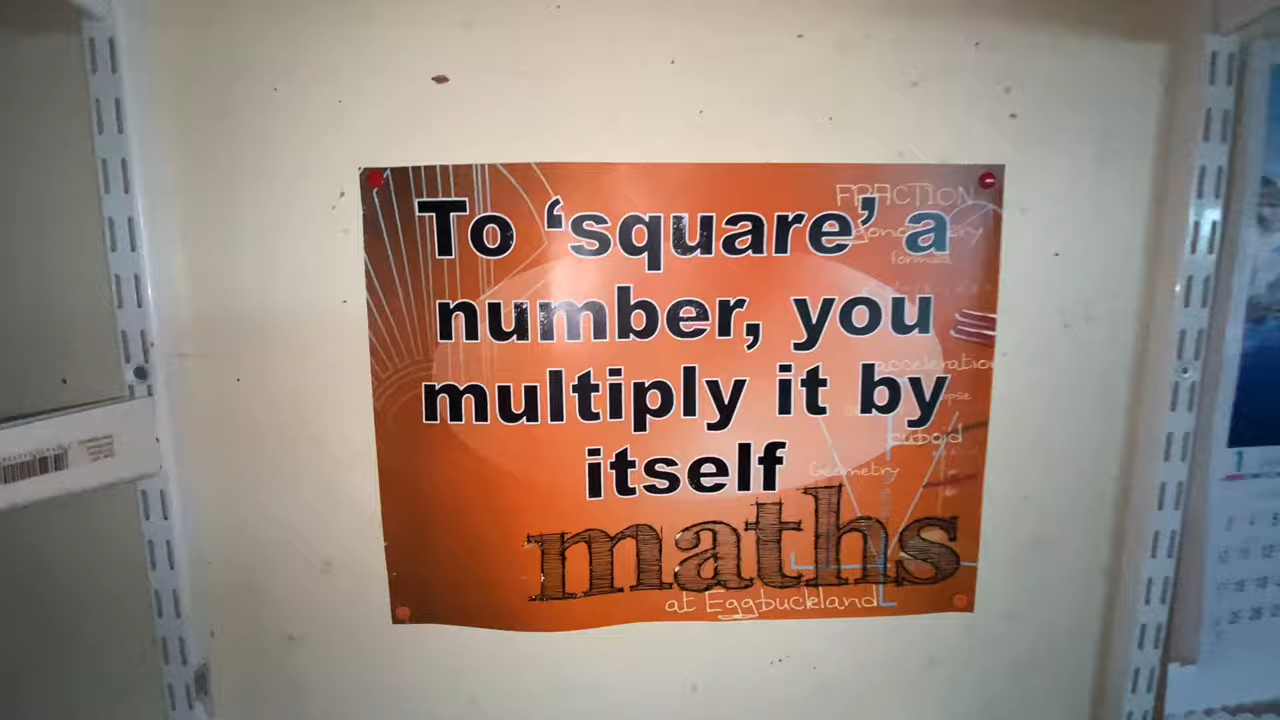 To ‘square’ a
number, you
multiply it by
itself
FRACTION
formula
acceleration
cuboid
Geometry
maths
at Eggbuckland